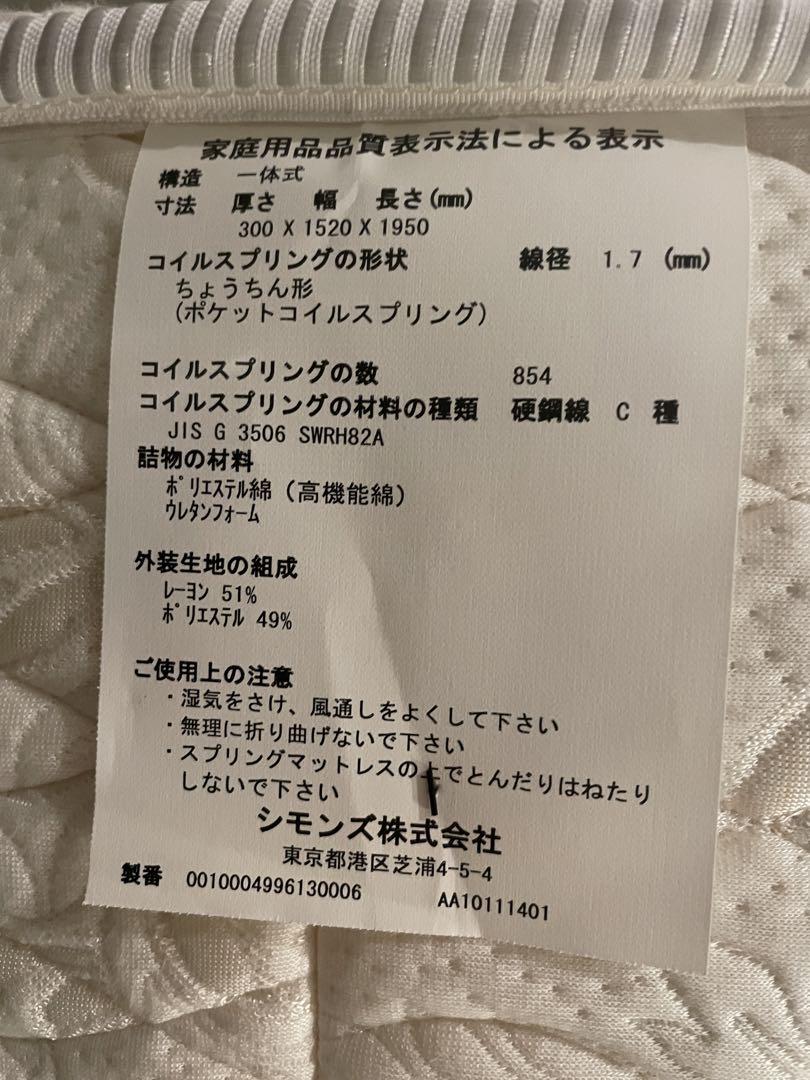 家庭用品品質表示法による表示
構造 一体式
寸法 厚さ 幅 長さ(mm)
300 X 1520 X 1950
コイルスプリングの形状 線径 1.7 (mm)
ちょうちん形
(ポケットコイルスプリング)
コイルスプリングの数 854
コイルスプリングの材料の種類 硬鋼線 C 種
JIS G 3506 SWRH82A
詰物の材料
ﾎﾟﾘｴｽﾃﾙ綿 (高機能綿)
ｳﾚﾀﾝﾌｫｰﾑ
外装生地の組成
ﾚｰﾖﾝ 51%
ﾎﾟﾘｴｽﾃﾙ 49%
ご使用上の注意
・湿気をさけ、風通しをよくして下さい
・無理に折り曲げないで下さい
・スプリングマットレスの上でとんだりはねたり
しないで下さい
シモンズ株式会社
東京都港区芝浦4-5-4
製番 0010004996130006 AA10111401